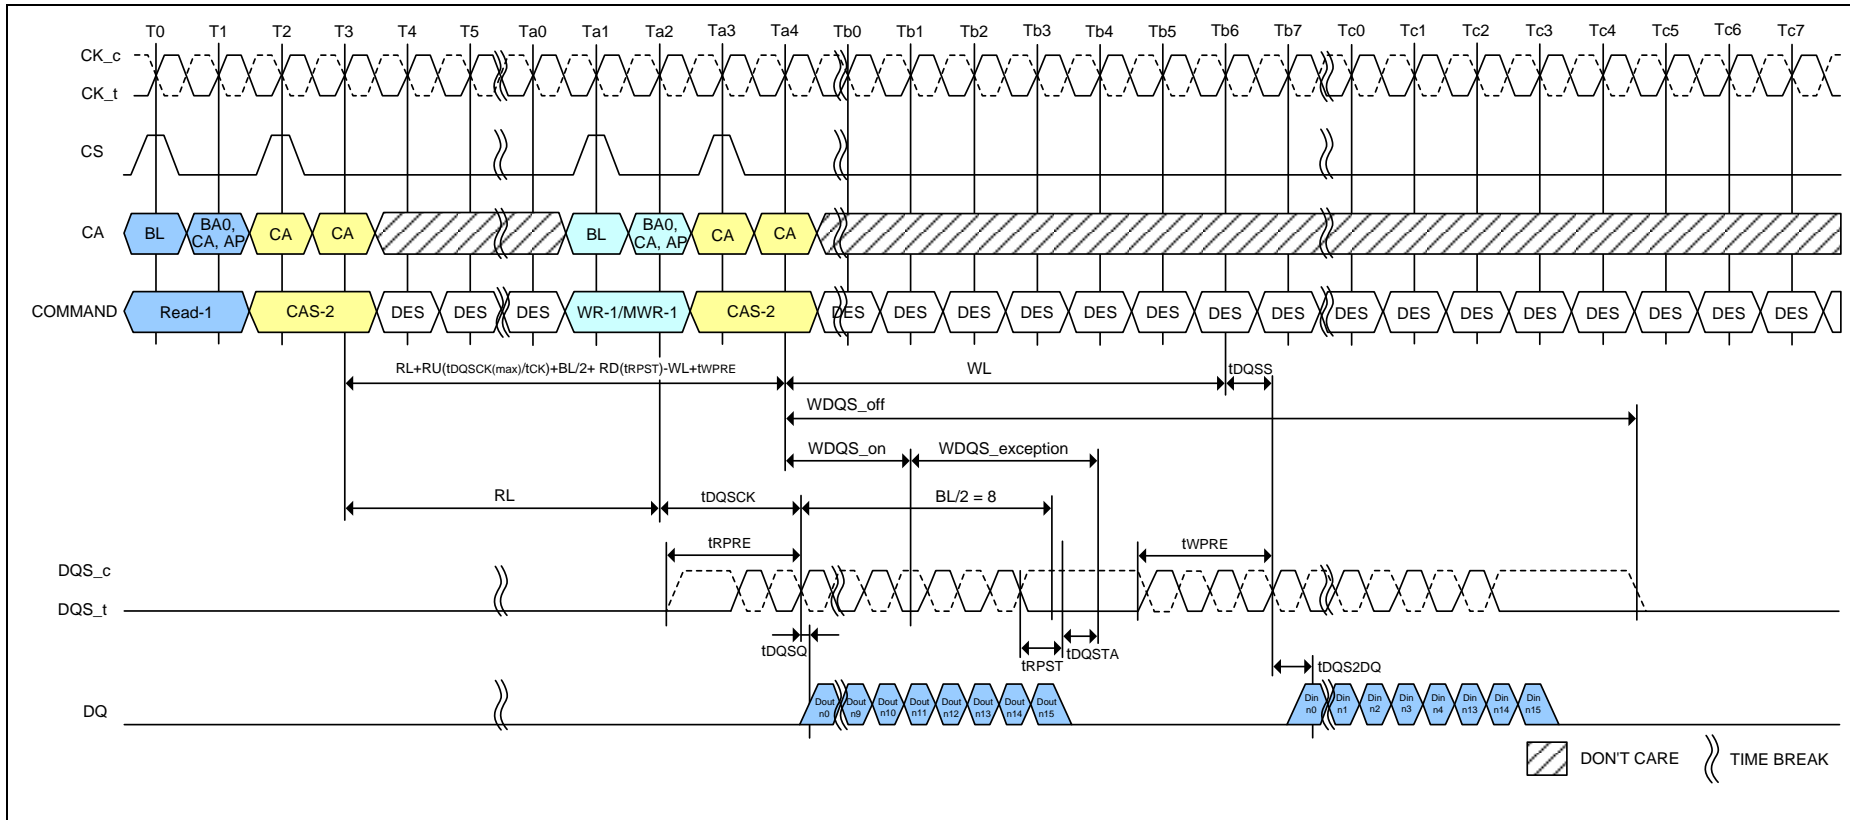 T0 T1 T2 T3 T4 T5 Ta0 Ta1 Ta2 Ta3 Ta4 Tb0 Tb1 Tb2 Tb3 Tb4 Tb5 Tb6 Tb7 Tc0 Tc1 Tc2 Tc3 Tc4 Tc5 Tc6 Tc7
CK_c
CK_t
CS
CA BL BA0, CA, AP CA CA BL BA0, CA, AP CA CA
COMMAND Read-1 CAS-2 DES DES DES WR-1/MWR-1 CAS-2 DES DES DES DES DES DES DES DES DES DES DES DES DES DES DES DES
RL+RU(tDQSCK(max)/tCK)+BL/2+ RD(tRPST)-WL+tWPRE WL tDQSS
WDQS_off
WDQS_on WDQS_exception
RL tDQSCK BL/2 = 8
tRPRE tWPRE
DQS_c
DQS_t
tDQSQ tRPST tDQSTA tDQS2DQ
DQ Dout n0 Dout n9 Dout n10 Dout n11 Dout n12 Dout n13 Dout n14 Dout n15 Din n0 Din n1 Din n2 Din n3 Din n4 Din n13 Din n14 Din n15
DON'T CARE TIME BREAK